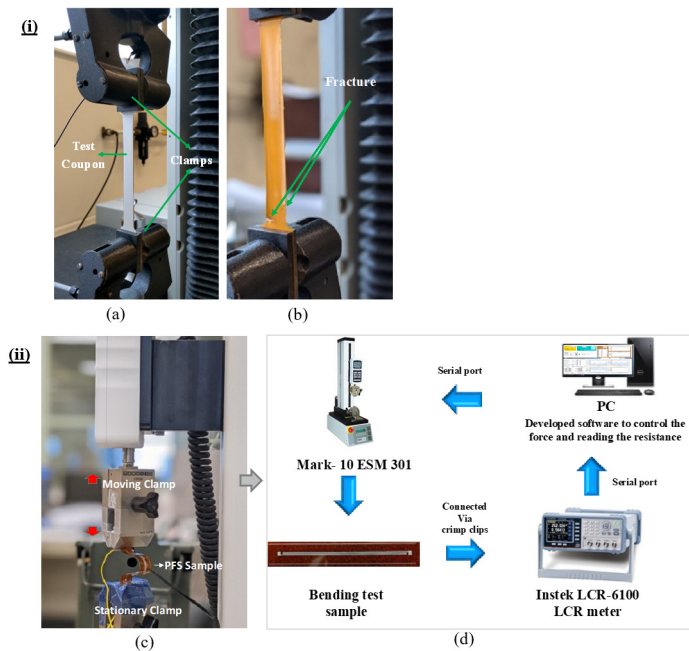 (i)
Test
Coupon
Clamps
Fracture
(a)
(b)
(ii)
Moving Clamp
PFS Sample
Stationary Clamp
(c)
Serial port
PC
Developed software to control the
force and reading the resistance
Mark- 10 ESM 301
Serial port
Connected
Via
crimp clips
Bending test
sample
Instek LCR-6100
LCR meter
(d)